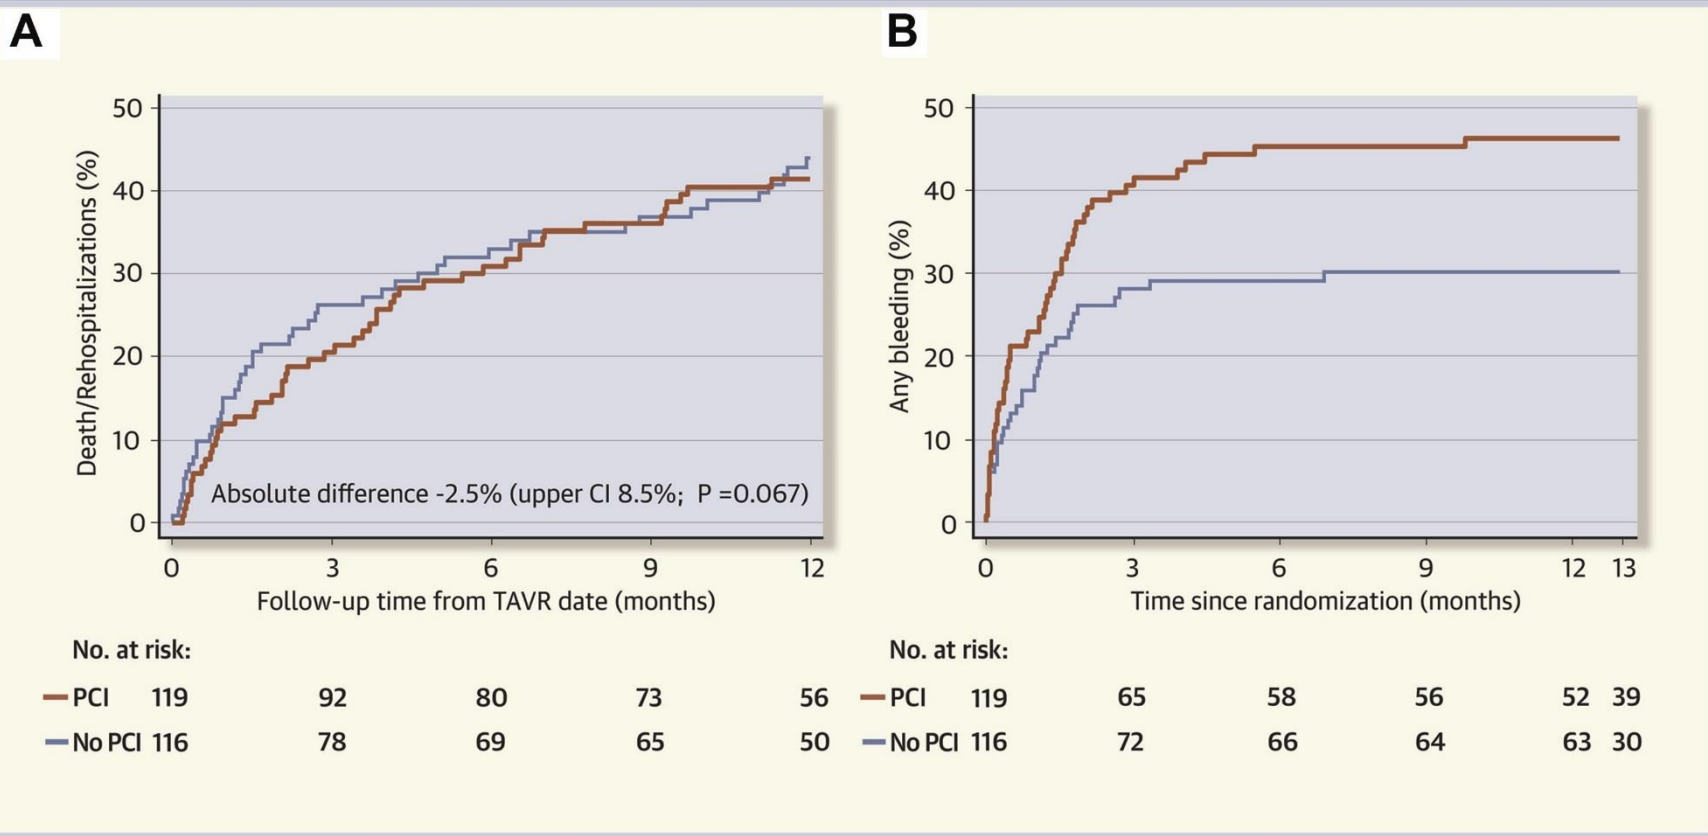 A
50
40
30
20
10
0
Death/Rehospitalizations (%)
Absolute difference -2.5% (upper CI 8.5%; P =0.067)
0 3 6 9 12
Follow-up time from TAVR date (months)
No. at risk:
PCI 119 92 80 73 56
No PCI 116 78 69 65 50
B
50
40
30
20
10
0
Any bleeding (%)
0 3 6 9 12 13
Time since randomization (months)
No. at risk:
PCI 119 65 58 56 52 39
No PCI 116 72 66 64 63 30